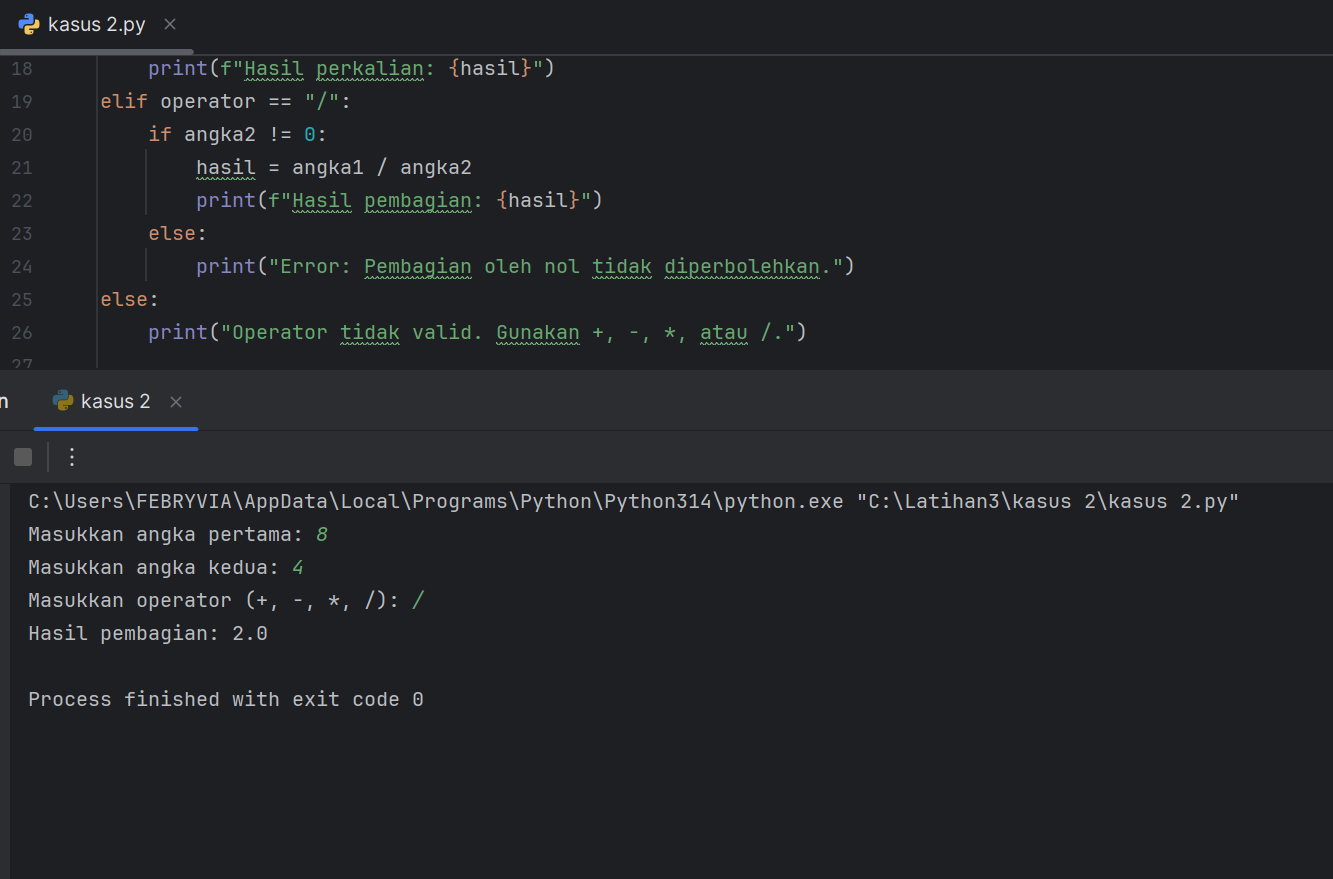 kasus 2.py ×
18 print(f"Hasil perkalian: {hasil}")
19 elif operator == "/":
20 if angka2 != 0:
21 hasil = angka1 / angka2
22 print(f"Hasil pembagian: {hasil}")
23 else:
24 print("Error: Pembagian oleh nol tidak diperbolehkan.")
25 else:
26 print("Operator tidak valid. Gunakan +, -, *, atau /.")
27
n kasus 2 ×
C:\Users\FEBRYVIA\AppData\Local\Programs\Python\Python314\python.exe "C:\Latihan3\kasus 2\kasus 2.py"
Masukkan angka pertama: 8
Masukkan angka kedua: 4
Masukkan operator (+, -, *, /): /
Hasil pembagian: 2.0
Process finished with exit code 0